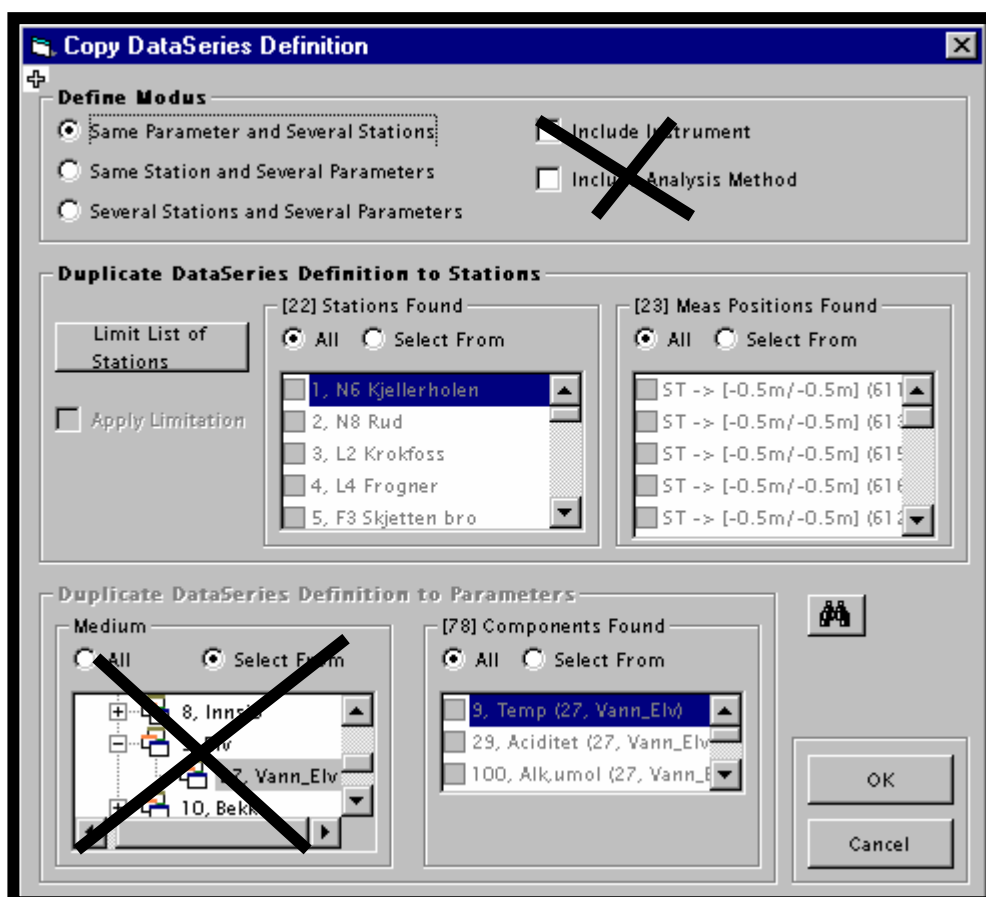 Copy DataSeries Definition
Define Modus
Same Parameter and Several Stations
Include Instrument
Same Station and Several Parameters
Include Analysis Method
Several Stations and Several Parameters
Duplicate DataSeries Definition to Stations
Limit List of
Stations
Apply Limitation
[22] Stations Found
All Select From
1, N6 Kjellerholen
2, N8 Rud
3, L2 Krokfoss
4, L4 Frogner
5, F3 Skjetten bro
[23] Meas Positions Found
All Select From
ST -> [-0.5m/-0.5m] (611
ST -> [-0.5m/-0.5m] (613
ST -> [-0.5m/-0.5m] (615
ST -> [-0.5m/-0.5m] (616
ST -> [-0.5m/-0.5m] (612
Duplicate DataSeries Definition to Parameters
Medium
All Select From
8, Innsjø
9, Elv
27, Vann_Elv
10, Bekk
[78] Components Found
All Select From
9, Temp (27, Vann_Elv)
29, Aciditet (27, Vann_Elv
100, Alk,umol (27, Vann_E
OK
Cancel